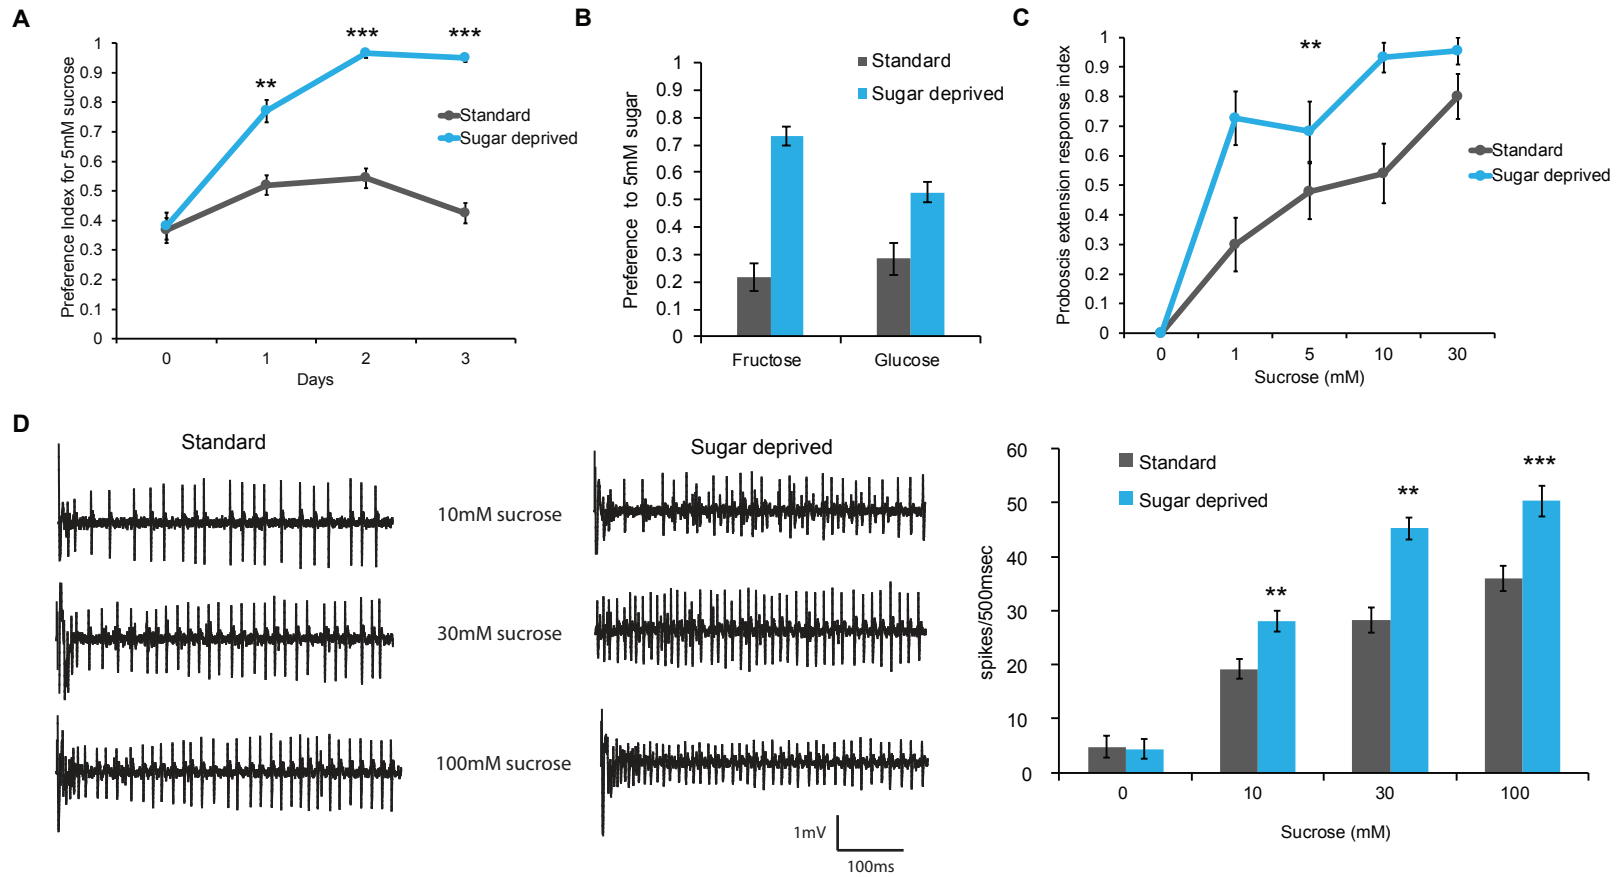 A
Preference Index for 5mM sucrose
1
0.9
0.8
0.7
0.6
0.5
0.4
0.3
0.2
0.1
0
**
***
***
Standard
Sugar deprived
0 1 2 3
Days
B
Preference to 5mM sugar
1
0.9
0.8
0.7
0.6
0.5
0.4
0.3
0.2
0.1
0
Standard
Sugar deprived
Fructose Glucose
C
Proboscis extension response index
1
0.9
0.8
0.7
0.6
0.5
0.4
0.3
0.2
0.1
0
**
Standard
Sugar deprived
0 1 5 10 30
Sucrose (mM)
D
Standard
Sugar deprived
10mM sucrose
30mM sucrose
100mM sucrose
1mV
100ms
spikes/500msec
60
50
40
30
20
10
0
Standard
Sugar deprived
**
**
***
0 10 30 100
Sucrose (mM)